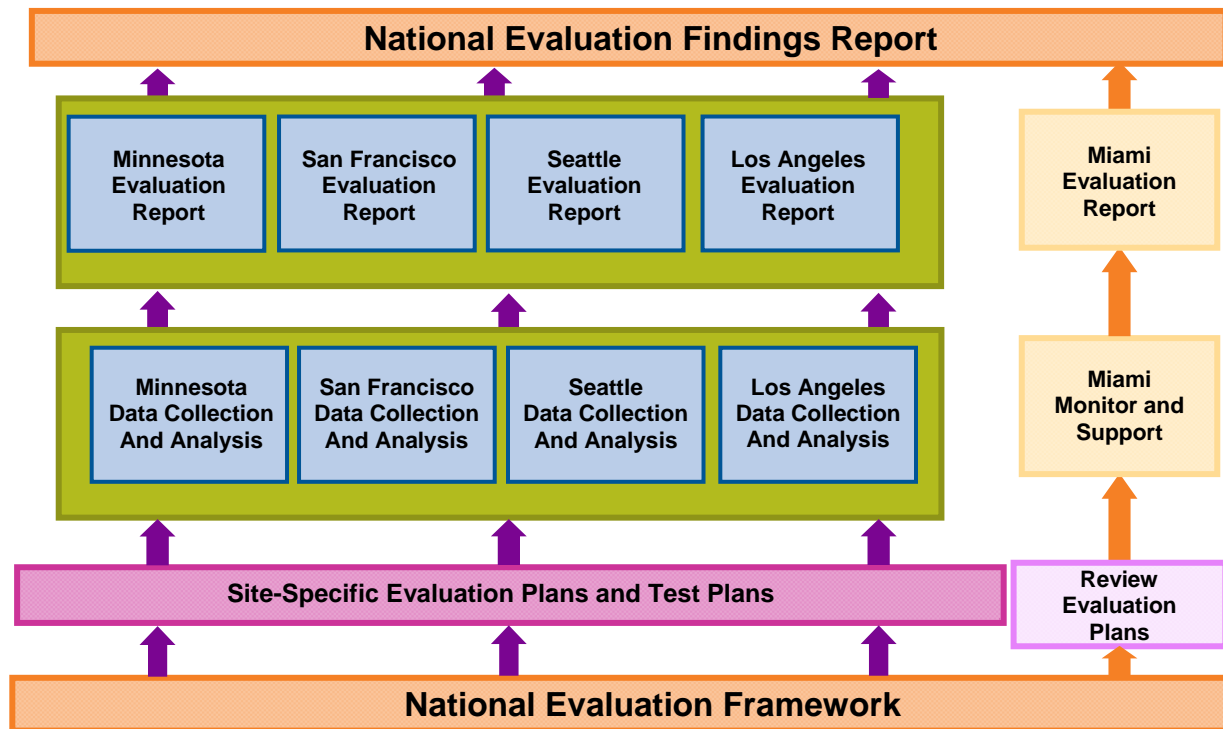 National Evaluation Findings Report
Minnesota
Evaluation
Report
San Francisco
Evaluation
Report
Seattle
Evaluation
Report
Los Angeles
Evaluation
Report
Miami
Evaluation
Report
Minnesota
Data Collection
And Analysis
San Francisco
Data Collection
And Analysis
Seattle
Data Collection
And Analysis
Los Angeles
Data Collection
And Analysis
Miami
Monitor and
Support
Site-Specific Evaluation Plans and Test Plans
Review
Evaluation
Plans
National Evaluation Framework